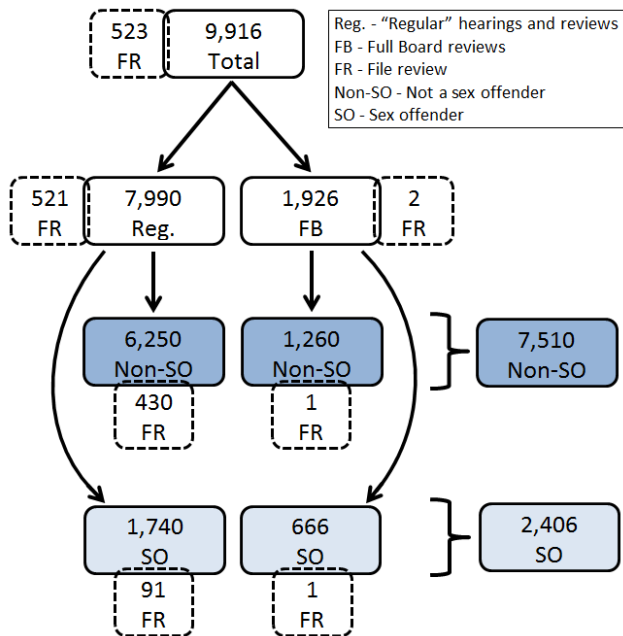 523
FR
9,916
Total
Reg. - “Regular” hearings and reviews
FB - Full Board reviews
FR - File review
Non-SO - Not a sex offender
SO - Sex offender
521
FR
7,990
Reg.
1,926
FB
2
FR
6,250
Non-SO
430
FR
1,260
Non-SO
1
FR
7,510
Non-SO
1,740
SO
91
FR
666
SO
1
FR
2,406
SO